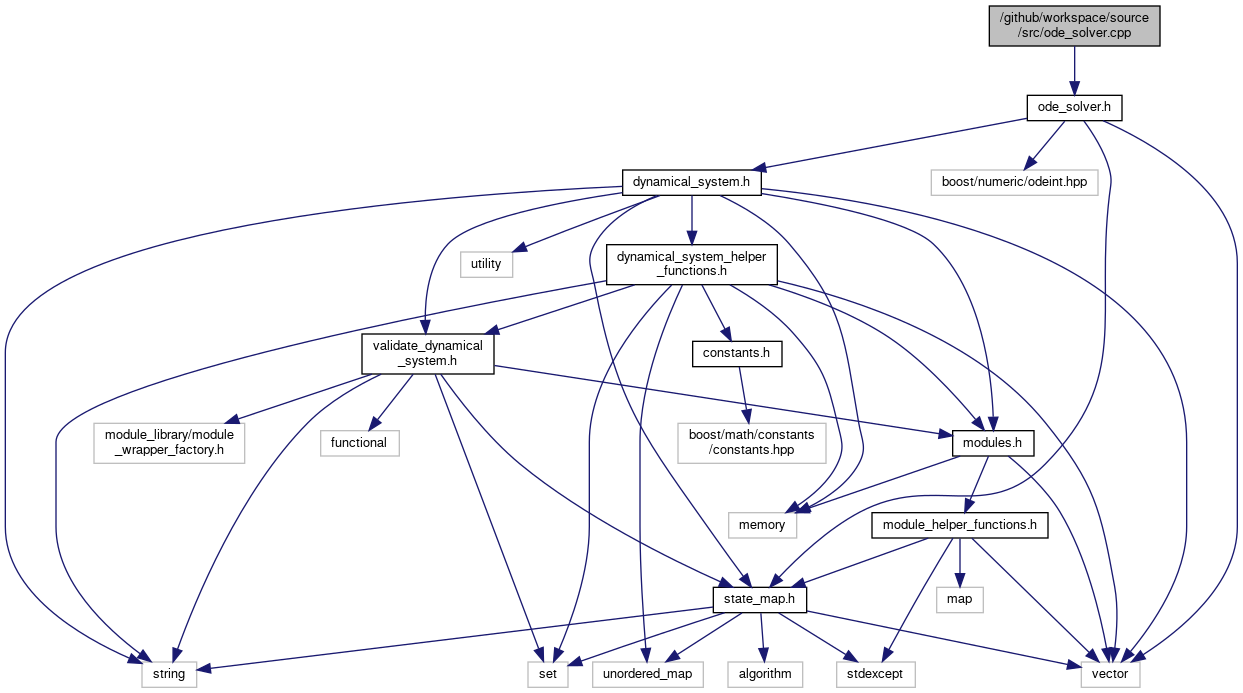 /github/workspace/source
/src/ode_solver.cpp
ode_solver.h
dynamical_system.h
boost/numeric/odeint.hpp
utility
dynamical_system_helper
_functions.h
validate_dynamical
_system.h
constants.h
module_library/module
_wrapper_factory.h
functional
boost/math/constants
/constants.hpp
modules.h
memory
module_helper_functions.h
state_map.h
map
string
set
unordered_map
algorithm
stdexcept
vector